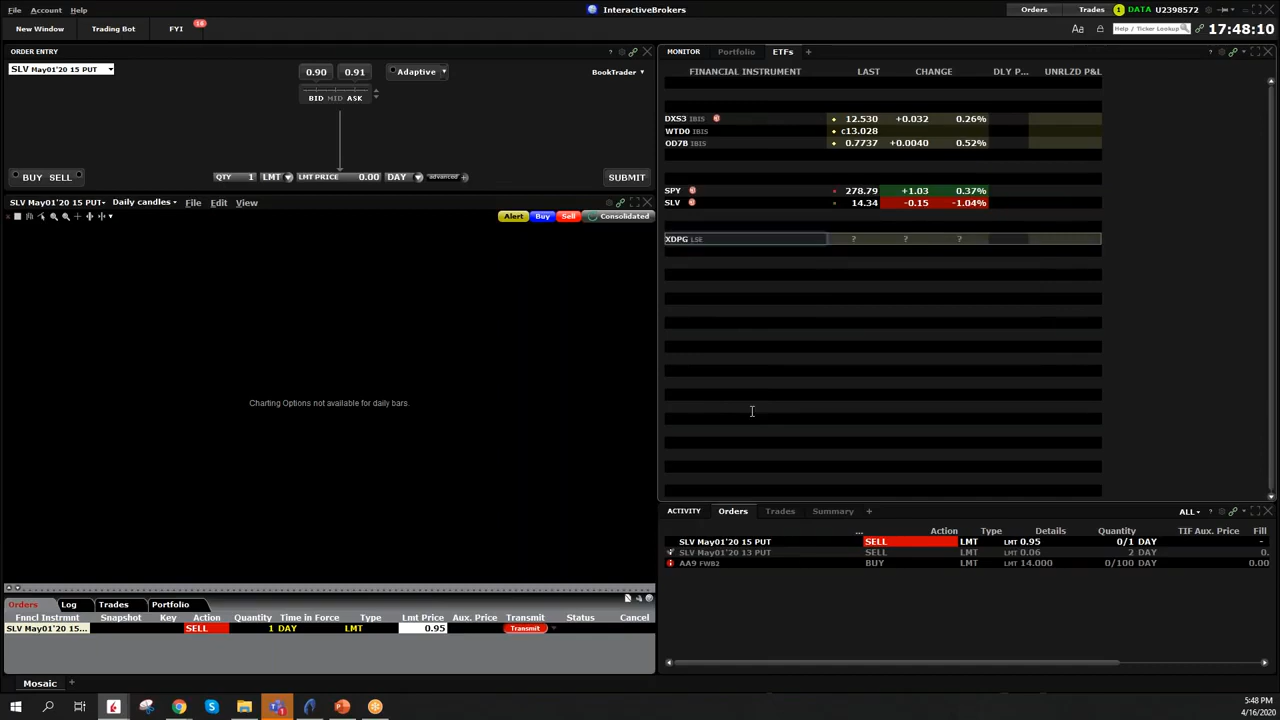 File Account Help InteractiveBrokers Orders Trades 1 DATA U2398572
New Window Trading Bot FYI 16 Aa Help / Ticker Lookup 17:48:10
ORDER ENTRY
SLV May01'20 15 PUT 0.90 0.91 Adaptive BookTrader
BID MID ASK
BUY SELL QTY 1 LMT LMT PRICE 0.00 DAY advanced SUBMIT
SLV May01'20 15 PUT Daily candles File Edit View
Alert Buy Sell Consolidated
Charting Options not available for daily bars.
Orders Log Trades Portfolio
Fnncl Instrmnt Snapshot Key Action Quantity Time in Force Type Lmt Price Aux. Price Transmit Status Cancel
SLV May01'20 15... SELL 1 DAY LMT 0.95 Transmit
MONITOR Portfolio ETFs +
FINANCIAL INSTRUMENT LAST CHANGE DLY P... UNRLZD P&L
DXS3 IBIS 12.530 +0.032 0.26%
WTD0 IBIS c13.028
OD7B IBIS 0.7737 +0.0040 0.52%
SPY 278.79 +1.03 0.37%
SLV 14.34 -0.15 -1.04%
XDPG LSE ? ? ?
ACTIVITY Orders Trades Summary + ALL
... Action Type Details Quantity TIF Aux. Price Fill
SLV May01'20 15 PUT SELL LMT LMT 0.95 0/1 DAY -
SLV May01'20 13 PUT SELL LMT LMT 0.06 2 DAY 0.
AA9 FWB2 BUY LMT LMT 14.000 0/100 DAY 0.00
Mosaic +
5:48 PM
4/16/2020